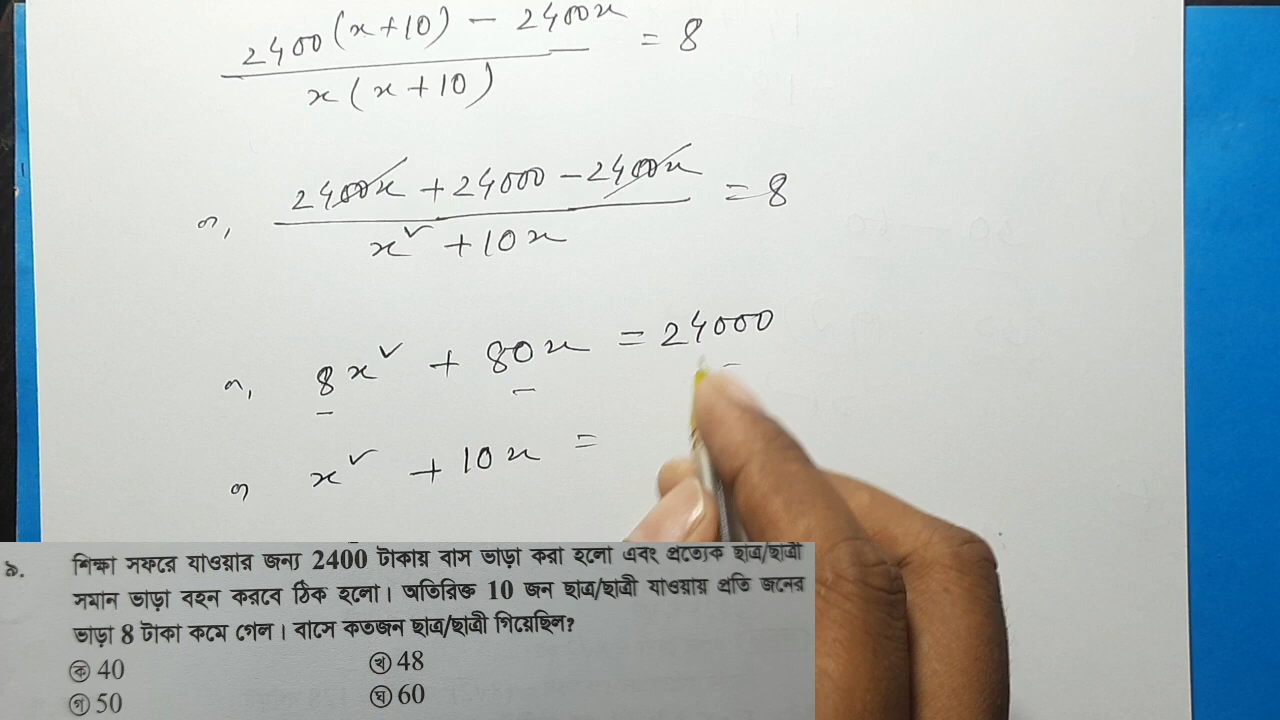 2400(x+10) - 2400x = 8
x(x+10)
বা, 2400x + 24000 - 2400x = 8
x² + 10x
বা, 8x² + 80x = 24000
বা x² + 10x =
৯. শিক্ষা সফরে যাওয়ার জন্য 2400 টাকায় বাস ভাড়া করা হলো এবং প্রত্যেক ছাত্র/ছাত্রী
সমান ভাড়া বহন করবে ঠিক হলো। অতিরিক্ত 10 জন ছাত্র/ছাত্রী যাওয়ায় প্রতি জনের
ভাড়া 8 টাকা কমে গেল। বাসে কতজন ছাত্র/ছাত্রী গিয়েছিল?
ক 40 খ 48
গ 50 ঘ 60